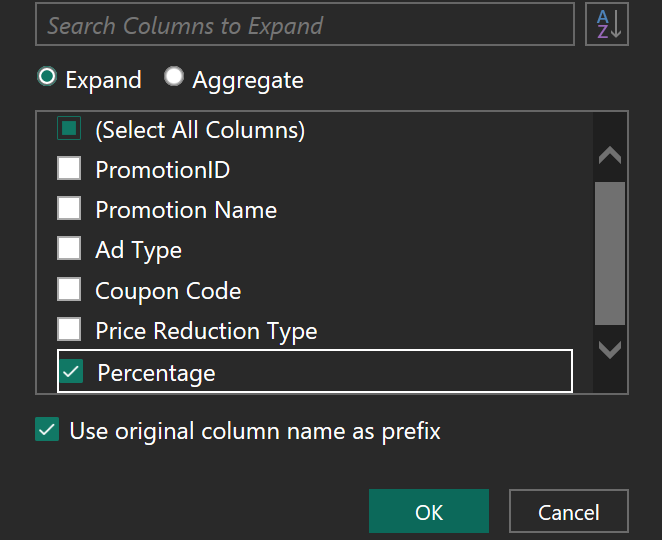 Search Columns to Expand
A
Z
Expand
Aggregate
(Select All Columns)
PromotionID
Promotion Name
Ad Type
Coupon Code
Price Reduction Type
Percentage
Use original column name as prefix
OK
Cancel